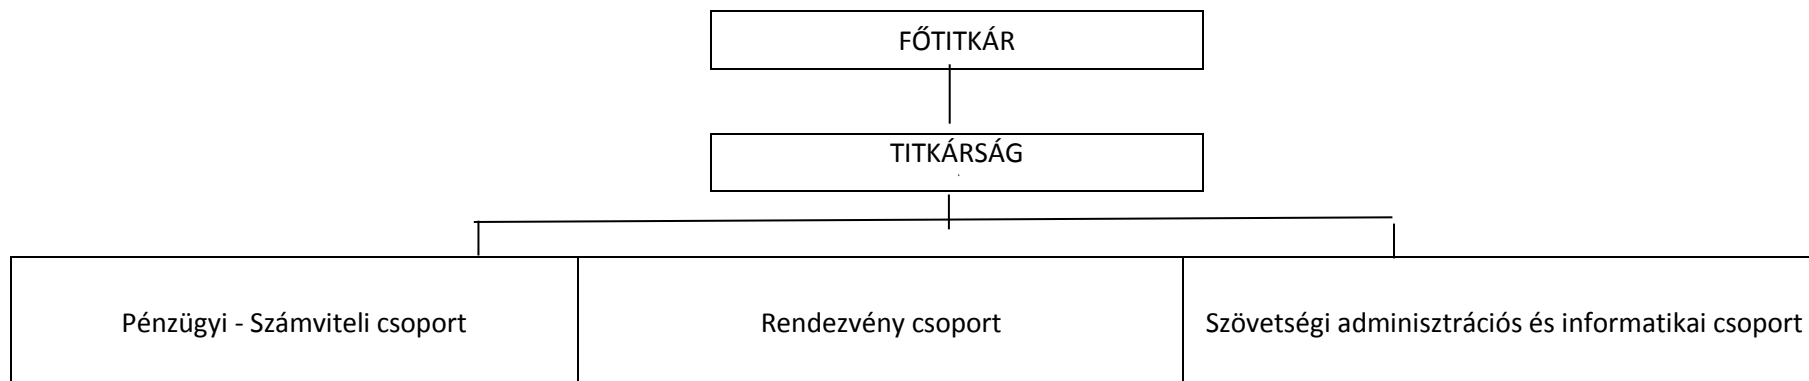 FŐTITKÁR
TITKÁRSÁG
Pénzügyi - Számviteli csoport
Rendezvény csoport
Szövetségi adminisztrációs és informatikai csoport